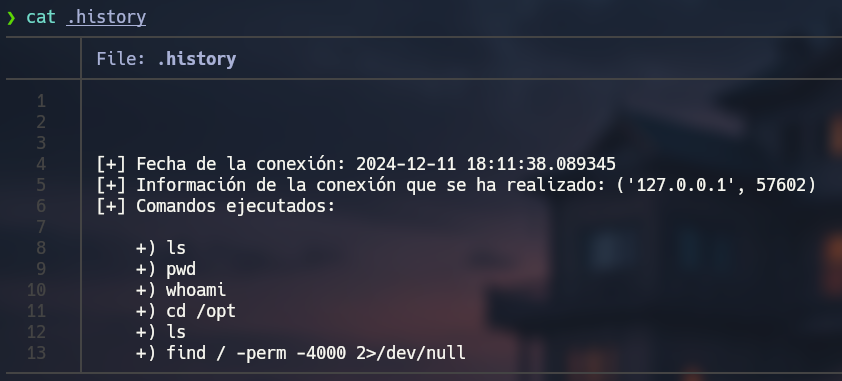 ❯ cat .history
File: .history
1
2
3
4 [+] Fecha de la conexión: 2024-12-11 18:11:38.089345
5 [+] Información de la conexión que se ha realizado: ('127.0.0.1', 57602)
6 [+] Comandos ejecutados:
7
8 +) ls
9 +) pwd
10 +) whoami
11 +) cd /opt
12 +) ls
13 +) find / -perm -4000 2>/dev/null